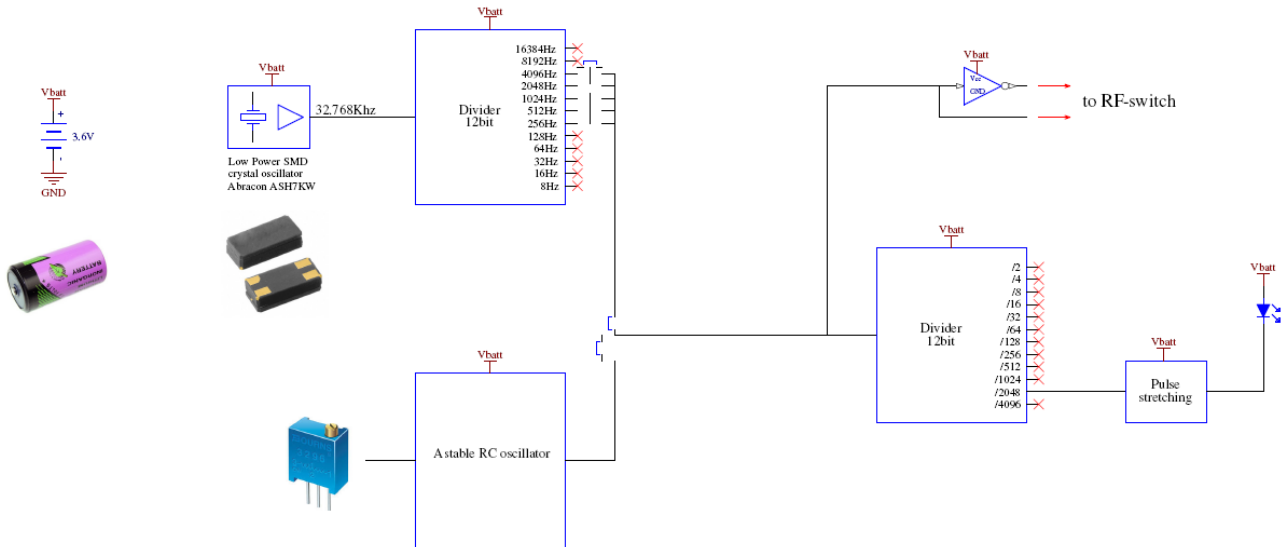 Vbatt
+
3.6V
-
GND
BATTERY
Vbatt
32.768Khz
Low Power SMD
crystal oscillator
Abracon ASH7KW
Vbatt
Divider
12bit
16384Hz
8192Hz
4096Hz
2048Hz
1024Hz
512Hz
256Hz
128Hz
64Hz
32Hz
16Hz
8Hz
Vbatt
Astable RC oscillator
Vbatt
Vcc
GND
to RF-switch
Vbatt
Divider
12bit
/2
/4
/8
/16
/32
/64
/128
/256
/512
/1024
/2048
/4096
Vbatt
Pulse
stretching
Vbatt